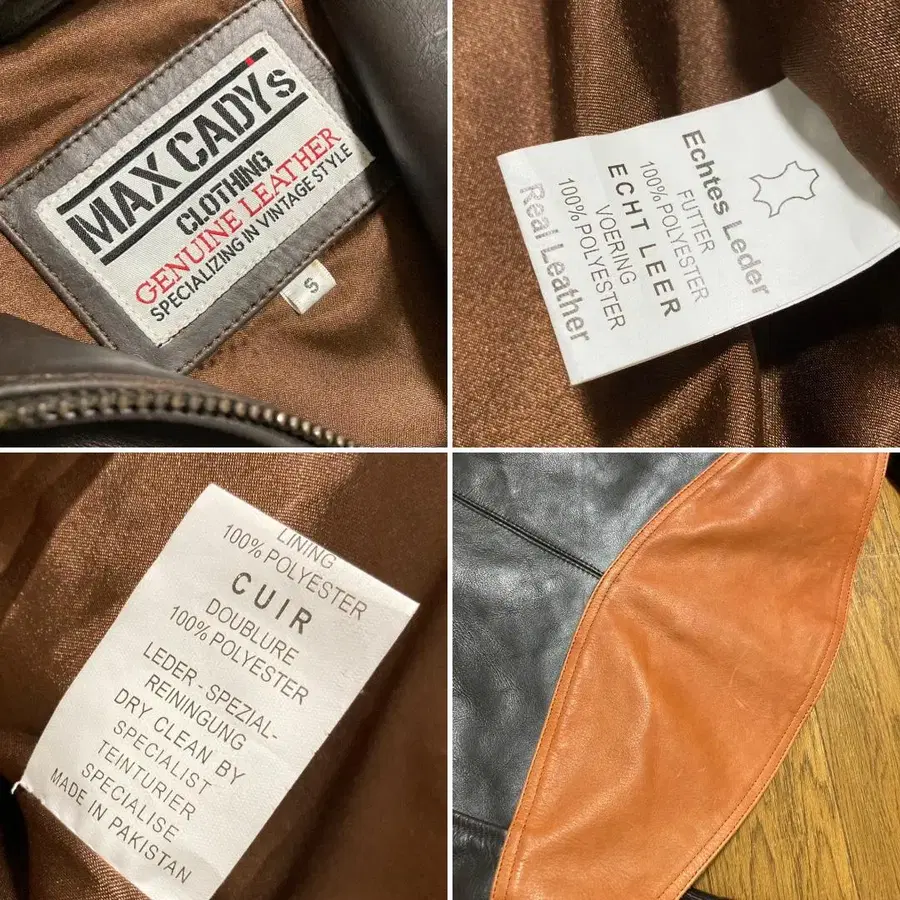 MAX CADYs
CLOTHING
GENUINE LEATHER
SPECIALIZING IN VINTAGE STYLE
S
Echtes Leder
FUTTER
100% POLYESTER
ECHT LEER
VOERING
100% POLYESTER
Real Leather
LINING
100% POLYESTER
CUIR
DOUBLURE
100% POLYESTER
LEDER -SPEZIAL-
REININGUNG
DRY CLEAN BY
SPECIALIST
TEINTURIER
SPECIALISE
MADE IN PAKISTAN